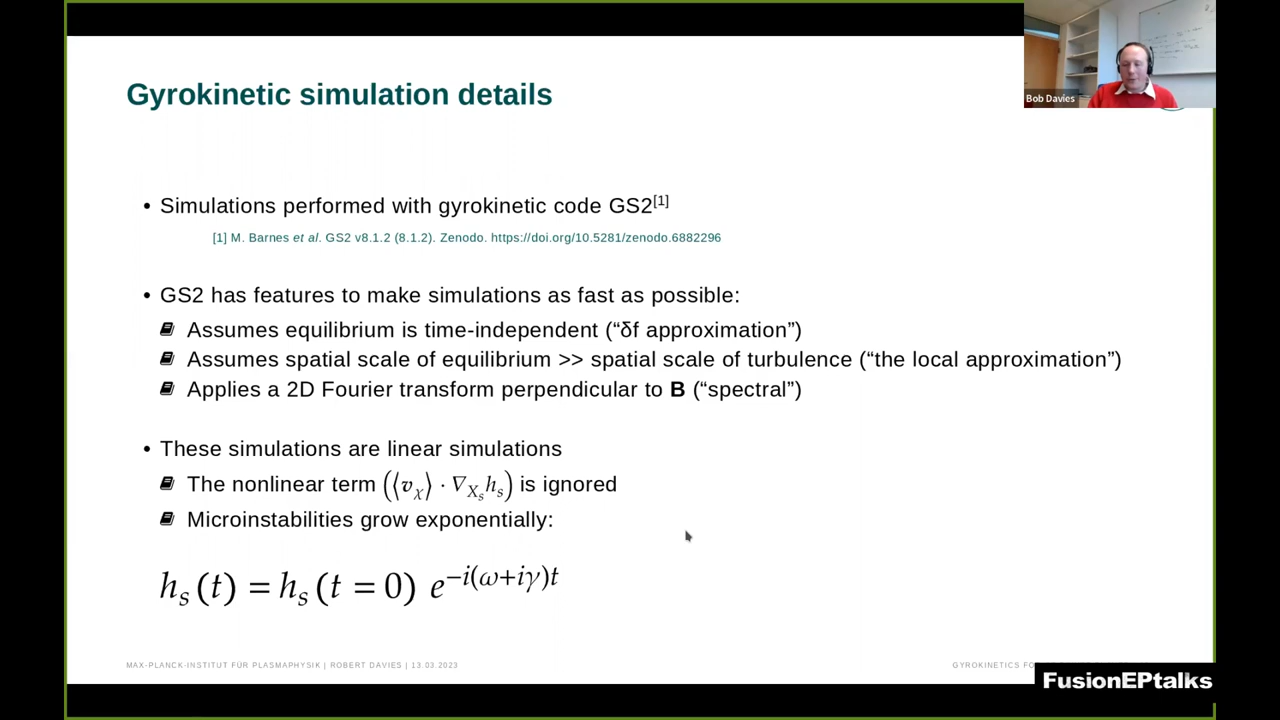 Gyrokinetic simulation details
Bob Davies
• Simulations performed with gyrokinetic code GS2[1]
[1] M. Barnes et al. GS2 v8.1.2 (8.1.2). Zenodo. https://doi.org/10.5281/zenodo.6882296
• GS2 has features to make simulations as fast as possible:
Assumes equilibrium is time-independent (“δf approximation”)
Assumes spatial scale of equilibrium >> spatial scale of turbulence (“the local approximation”)
Applies a 2D Fourier transform perpendicular to B (“spectral”)
• These simulations are linear simulations
The nonlinear term (⟨v_χ⟩ · ∇_{X_s} h_s) is ignored
Microinstabilities grow exponentially:
h_s(t) = h_s(t = 0) e^{−i(ω+iγ)t}
MAX-PLANCK-INSTITUT FÜR PLASMAPHYSIK | ROBERT DAVIES | 13.03.2023
GYROKINETICS
FusionEPtalks